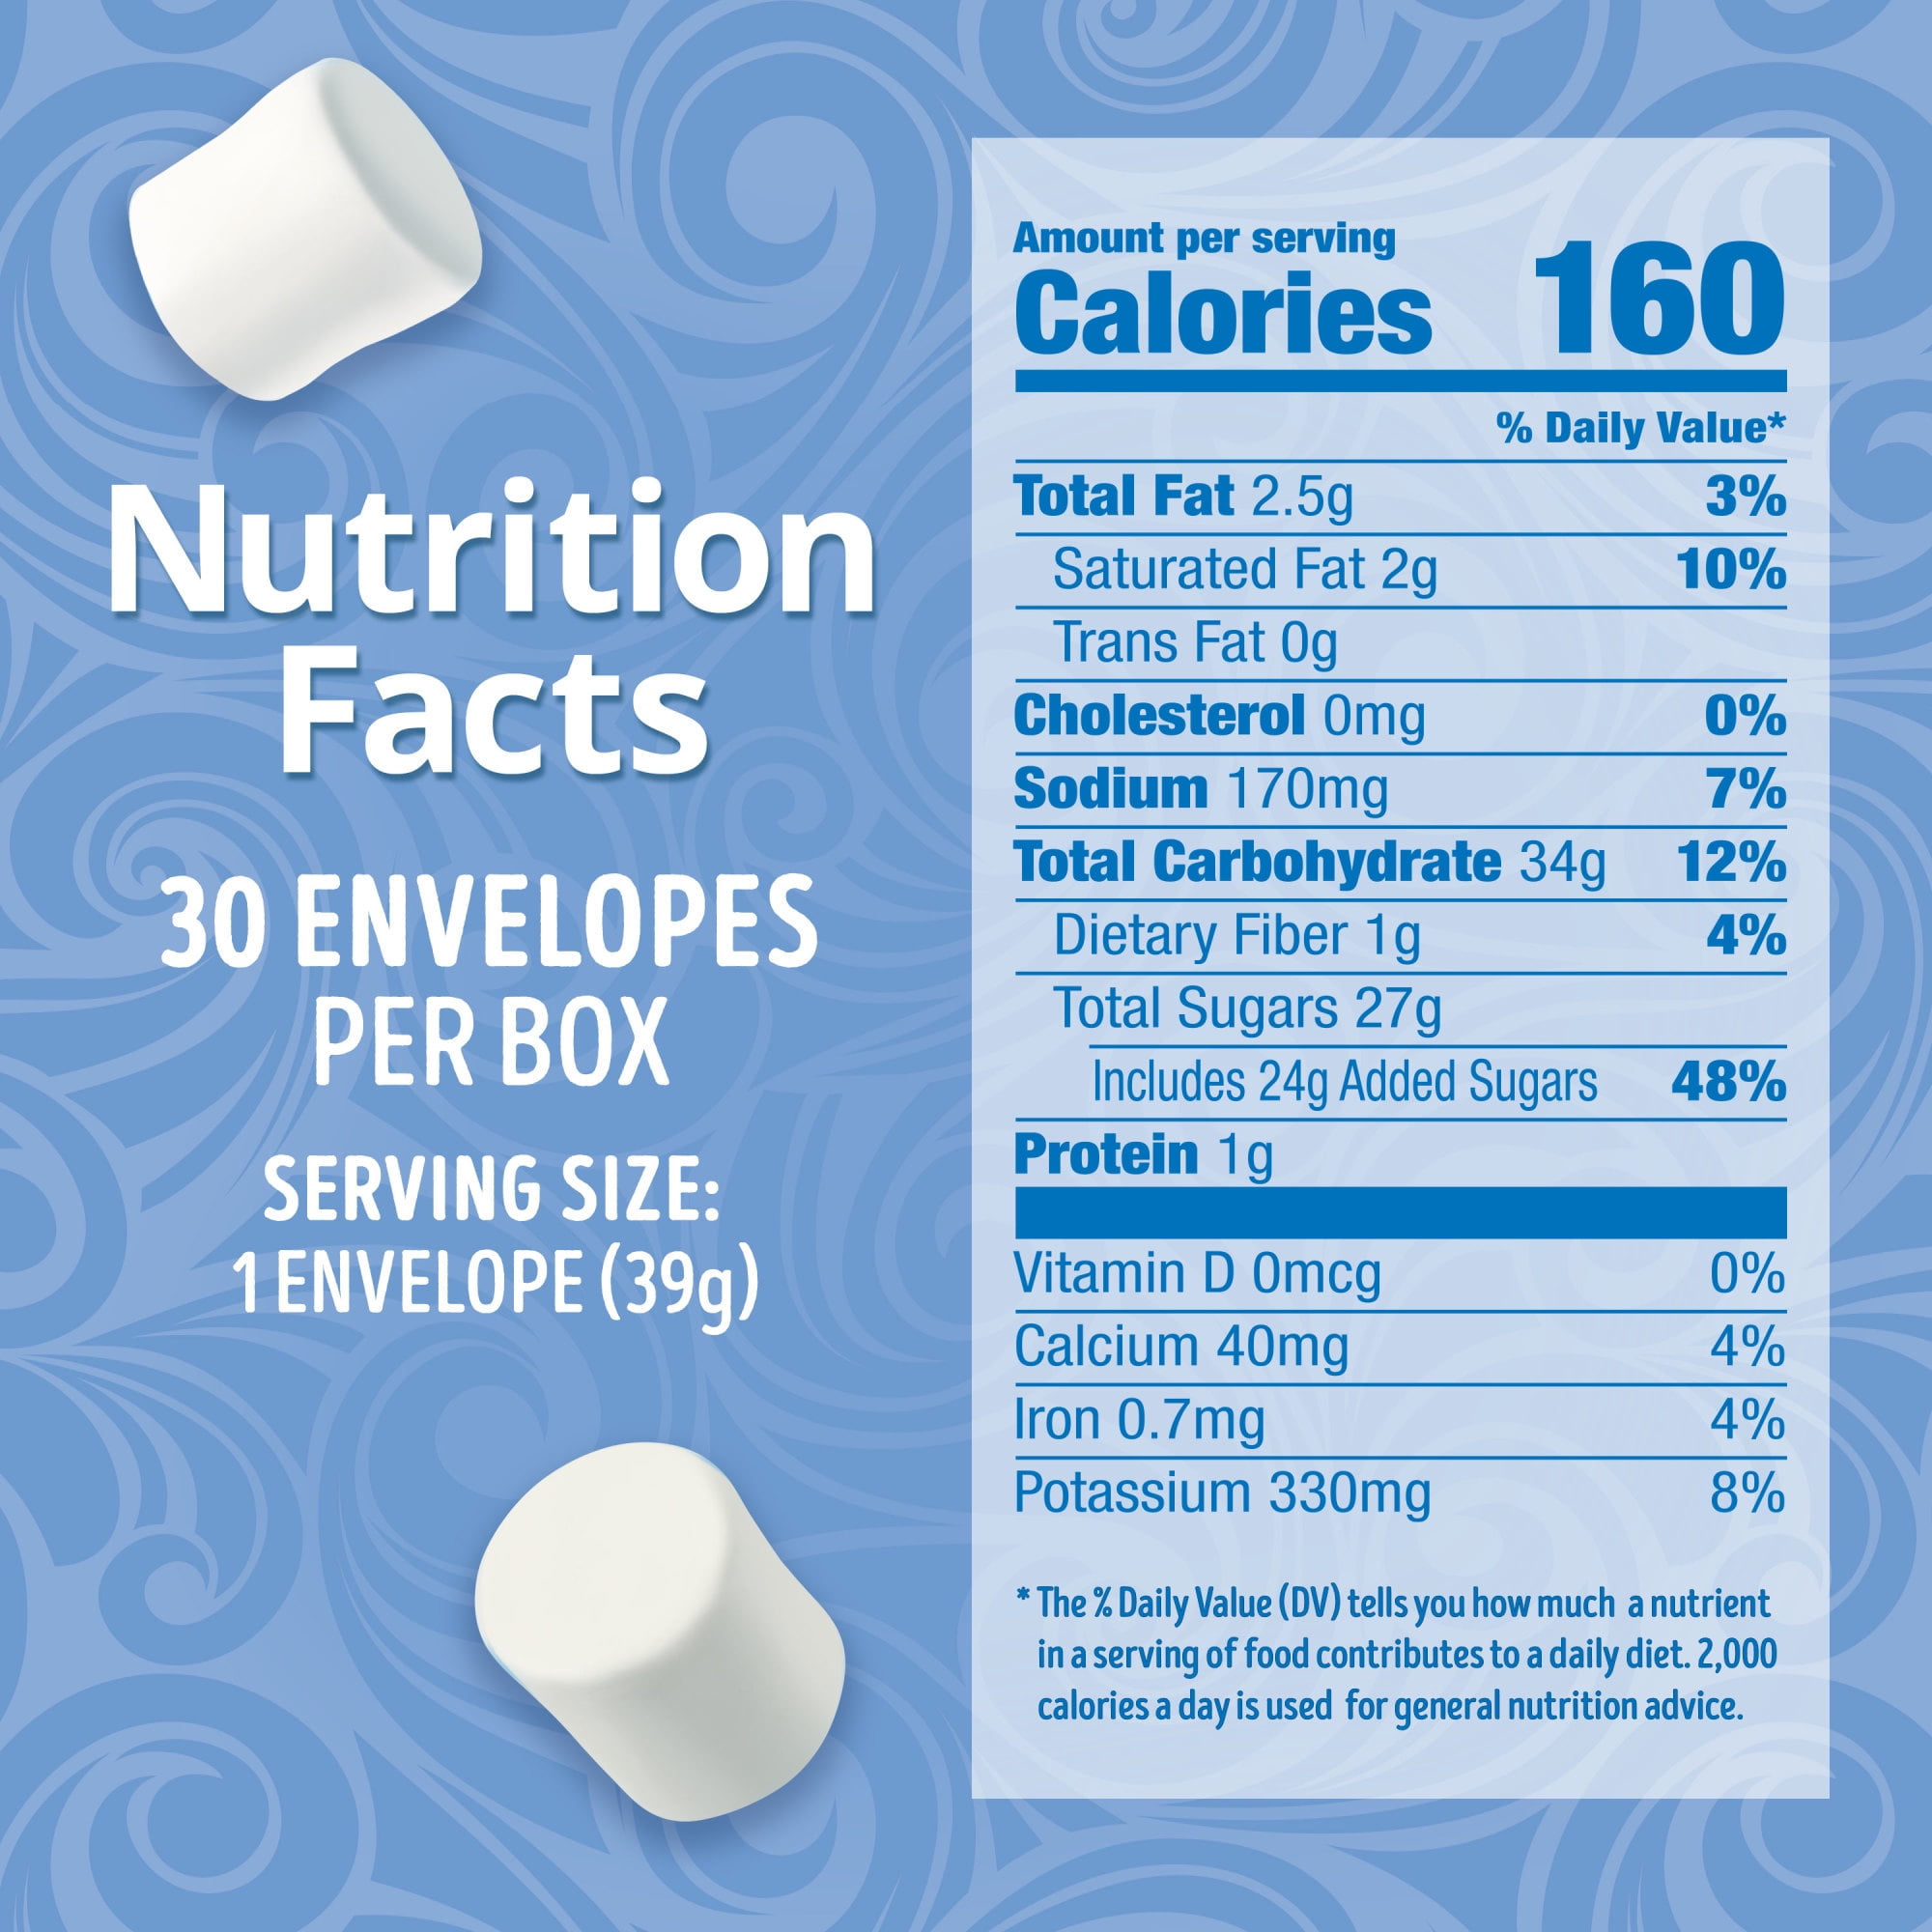 Nutrition
Facts
30 ENVELOPES
PER BOX
SERVING SIZE:
1 ENVELOPE (39g)
Amount per serving
Calories 160
% Daily Value*
Total Fat 2.5g 3%
Saturated Fat 2g 10%
Trans Fat 0g
Cholesterol 0mg 0%
Sodium 170mg 7%
Total Carbohydrate 34g 12%
Dietary Fiber 1g 4%
Total Sugars 27g
Includes 24g Added Sugars 48%
Protein 1g
Vitamin D 0mcg 0%
Calcium 40mg 4%
Iron 0.7mg 4%
Potassium 330mg 8%
* The % Daily Value (DV) tells you how much a nutrient
in a serving of food contributes to a daily diet. 2,000
calories a day is used for general nutrition advice.